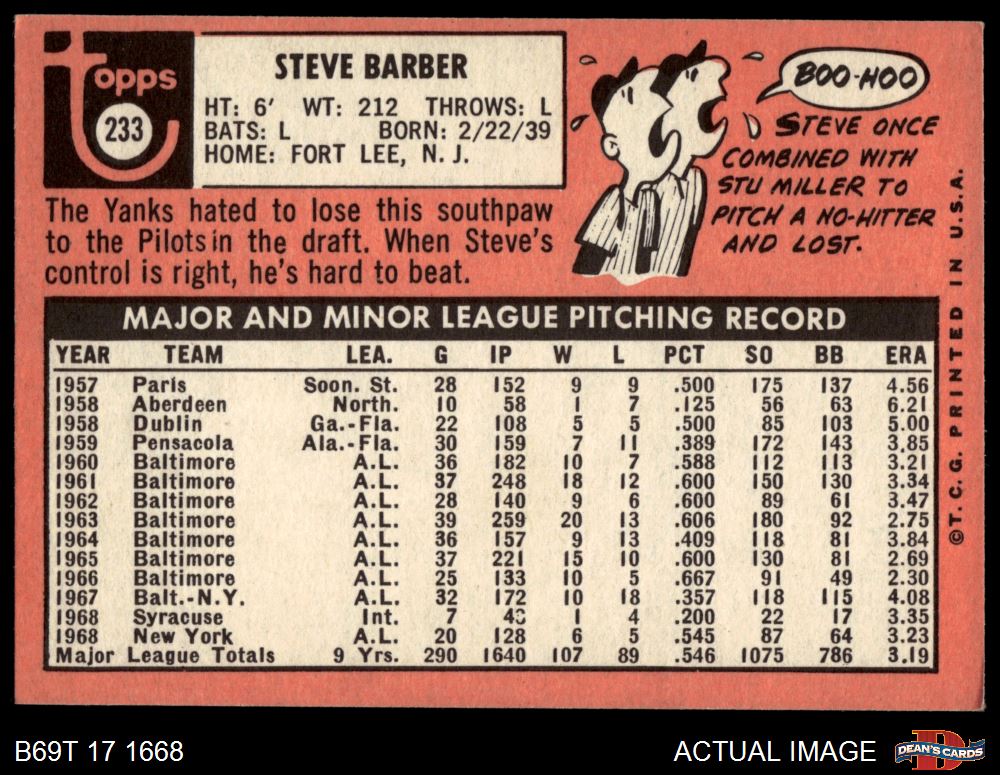 Topps
233
STEVE BARBER
HT: 6' WT: 212 THROWS: L
BATS: L BORN: 2/22/39
HOME: FORT LEE, N. J.
The Yanks hated to lose this southpaw
to the Pilots in the draft. When Steve's
control is right, he's hard to beat.
BOO-HOO
STEVE ONCE
COMBINED WITH
STU MILLER TO
PITCH A NO-HITTER
AND LOST.
MAJOR AND MINOR LEAGUE PITCHING RECORD
YEAR TEAM LEA. G IP W L PCT SO BB ERA
1957 Paris Soon. St. 28 152 9 9 .500 175 137 4.56
1958 Aberdeen North. 10 58 1 7 .125 56 63 6.21
1958 Dublin Ga.-Fla. 22 108 5 5 .500 85 103 5.00
1959 Pensacola Ala.-Fla. 30 159 7 11 .389 172 143 3.85
1960 Baltimore A.L. 36 182 10 7 .588 112 113 3.21
1961 Baltimore A.L. 37 248 18 12 .600 150 130 3.34
1962 Baltimore A.L. 28 140 9 6 .600 89 61 3.47
1963 Baltimore A.L. 39 259 20 13 .606 180 92 2.75
1964 Baltimore A.L. 36 157 9 13 .409 118 81 3.84
1965 Baltimore A.L. 37 221 15 10 .600 130 81 2.69
1966 Baltimore A.L. 25 133 10 5 .667 91 49 2.30
1967 Balt.-N.Y. A.L. 32 172 10 18 .357 118 115 4.08
1968 Syracuse Int. 7 1 4 .200 22 17 3.35
1968 New York A.L. 20 128 6 5 .545 87 64 3.23
Major League Totals 9 Yrs. 290 1640 107 89 .546 1075 786 3.19
©T. C. G. PRINTED IN U.S.A.
B69T 17 1668
ACTUAL IMAGE
DEAN'S CARDS